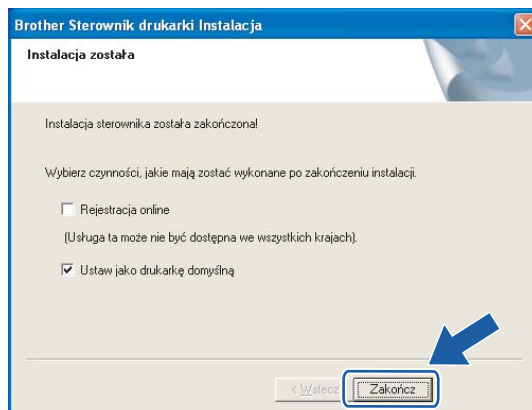 Brother Sterownik drukarki Instalacja
Instalacja została
Instalacja sterownika została zakończona!
Wybierz czynności, jakie mają zostać wykonane po zakończeniu instalacji.
Rejestracja online
(Usługa ta może nie być dostępna we wszystkich krajach).
Ustaw jako drukarkę domyślną
< Wstecz
Zakończ